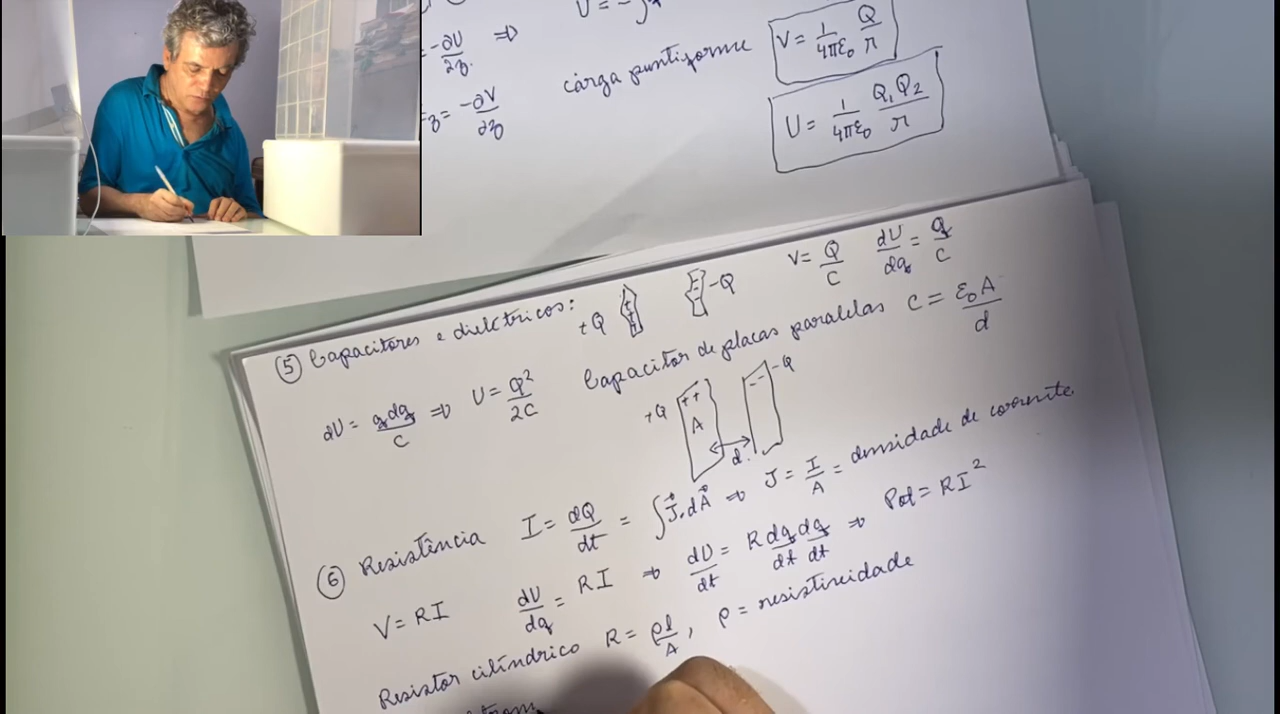 U = -∫
= -∂U/∂z ⇒
carga puntiforme V = 1/4πε₀ Q/r
z = -∂V/∂z
U = 1/4πε₀ Q₁Q₂/r
⑤ Capacitores e dielétricos: +Q -Q V = Q/C dU/dq = q/C
dU = q dq/C ⇒ U = Q²/2C Capacitor de placas paralelas C = ε₀A/d
+Q ++ A d -- -Q
⑥ Resistência I = dQ/dt = ∫J⃗.dA⃗ ⇒ J = I/A = densidade de corrente
V = RI dU/dq = RI ⇒ dU/dt = R dq/dt dq/dt ⇒ Pot = RI²
Resistor cilíndrico R = ρl/A, ρ = resistividade